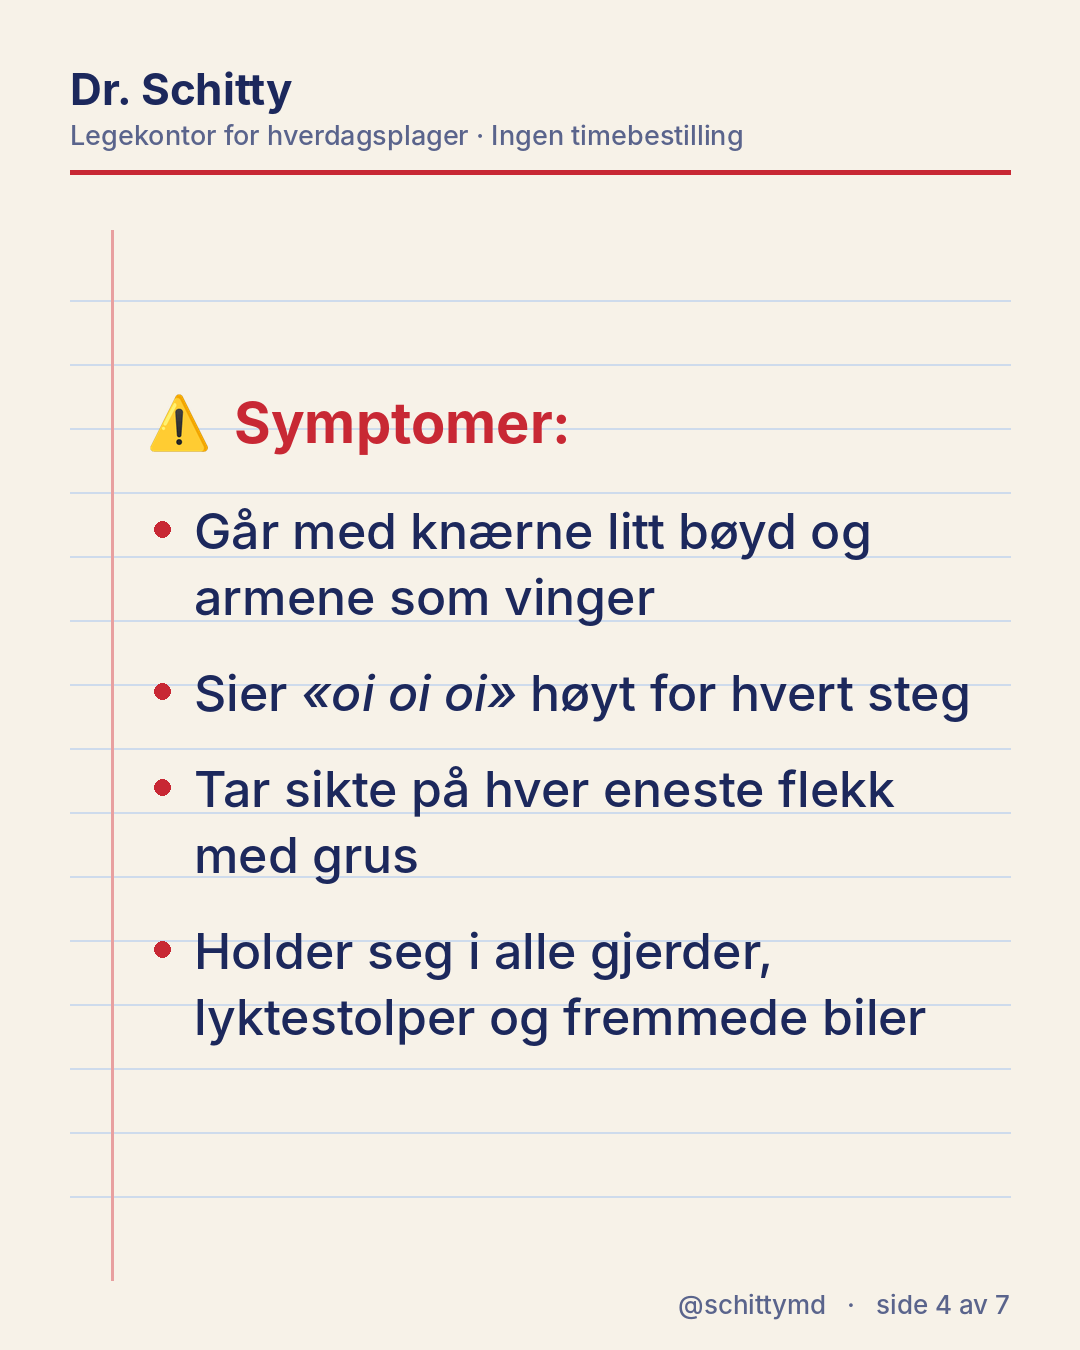 Dr. Schitty
Legekontor for hverdagsplager · Ingen timebestilling
⚠️ Symptomer:
• Går med knærne litt bøyd og
armene som vinger
• Sier «oi oi oi» høyt for hvert steg
• Tar sikte på hver eneste flekk
med grus
• Holder seg i alle gjerder,
lyktestolper og fremmede biler
@schittymd · side 4 av 7